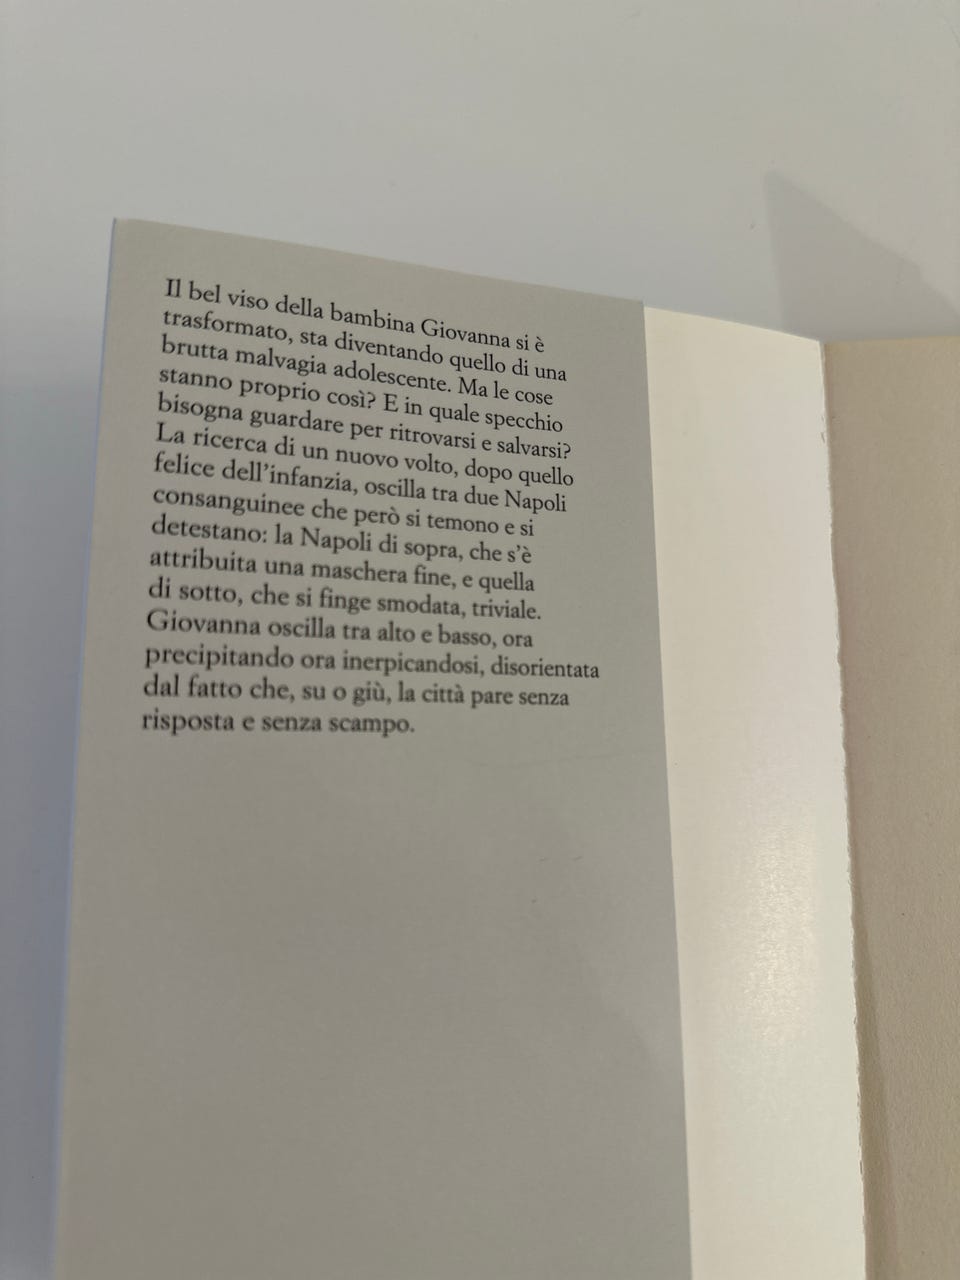 Il bel viso della bambina Giovanna si è
trasformato, sta diventando quello di una
brutta malvagia adolescente. Ma le cose
stanno proprio così? E in quale specchio
bisogna guardare per ritrovarsi e salvarsi?
La ricerca di un nuovo volto, dopo quello
felice dell’infanzia, oscilla tra due Napoli
consanguinee che però si temono e si
detestano: la Napoli di sopra, che s’è
attribuita una maschera fine, e quella
di sotto, che si finge smodata, triviale.
Giovanna oscilla tra alto e basso, ora
precipitando ora inerpicandosi, disorientata
dal fatto che, su o giù, la città pare senza
risposta e senza scampo.